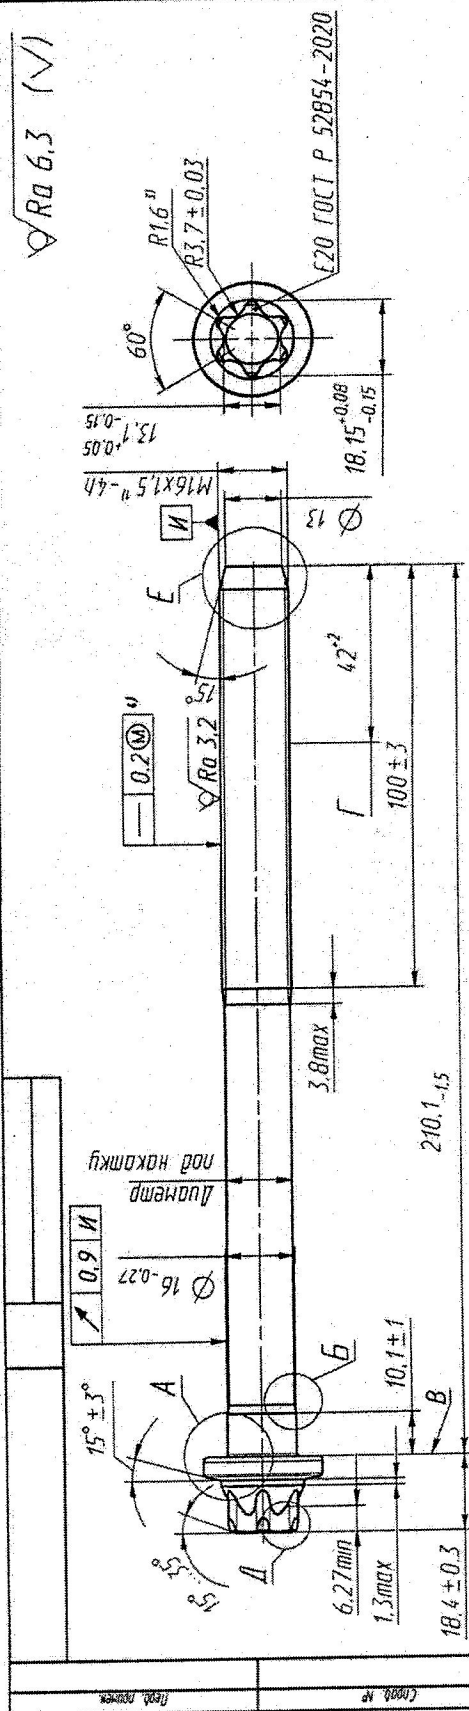 Ra 6,3 (√)
60°
R1,6
R3,7±0,03
E20 ГОСТ Р 52854-2020
13,1 +0,05 -0,15
18,15 +0,08 -0,15
M16x1,5 ¹⁾-4h
И
Ø 13
Е
15°
Ra 3,2
0,2 Ⓜ
42⁺²
Г
100±3
3,8max
210,1 -1,5
Диаметр
под накатку
0,9 И
Ø 16 -0,27
А
Б
10,1±1
В
15°±3°
15°...35°
Д
6,27min
1,3max
18,4±0,3
Перв. примен.
Справ. №